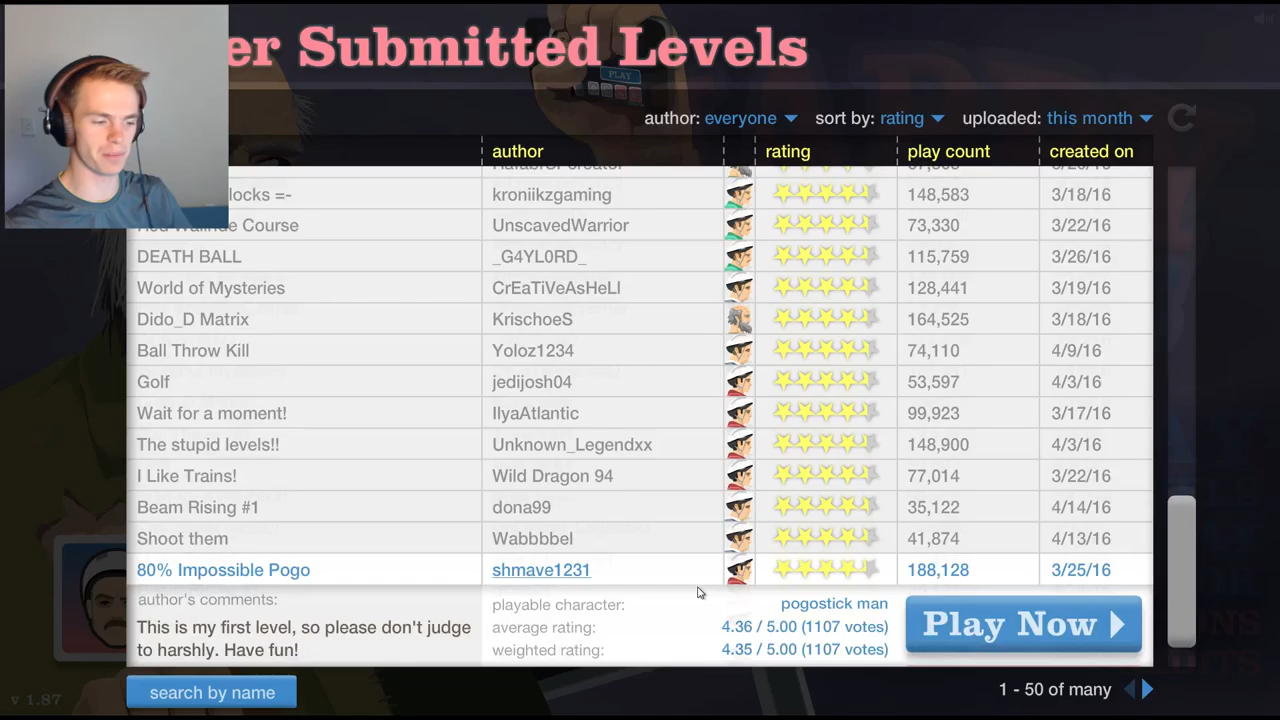 er Submitted Levels
PLAY
author: everyone sort by: rating uploaded: this month
author rating play count created on
locks =- kroniikzgaming 148,583 3/18/16
Course UnscavedWarrior 73,330 3/22/16
DEATH BALL _G4YL0RD_ 115,759 3/26/16
World of Mysteries CrEaTiVeAsHeLl 128,441 3/19/16
Dido_D Matrix KrischoeS 164,525 3/18/16
Ball Throw Kill Yoloz1234 74,110 4/9/16
Golf jedijosh04 53,597 4/3/16
Wait for a moment! IlyaAtlantic 99,923 3/17/16
The stupid levels!! Unknown_Legendxx 148,900 4/3/16
I Like Trains! Wild Dragon 94 77,014 3/22/16
Beam Rising #1 dona99 35,122 4/14/16
Shoot them Wabbbbel 41,874 4/13/16
80% Impossible Pogo shmave1231 188,128 3/25/16
author's comments:
This is my first level, so please don't judge
to harshly. Have fun!
playable character: pogostick man
average rating: 4.36 / 5.00 (1107 votes)
weighted rating: 4.35 / 5.00 (1107 votes)
Play Now
v 1.87
search by name
1 - 50 of many